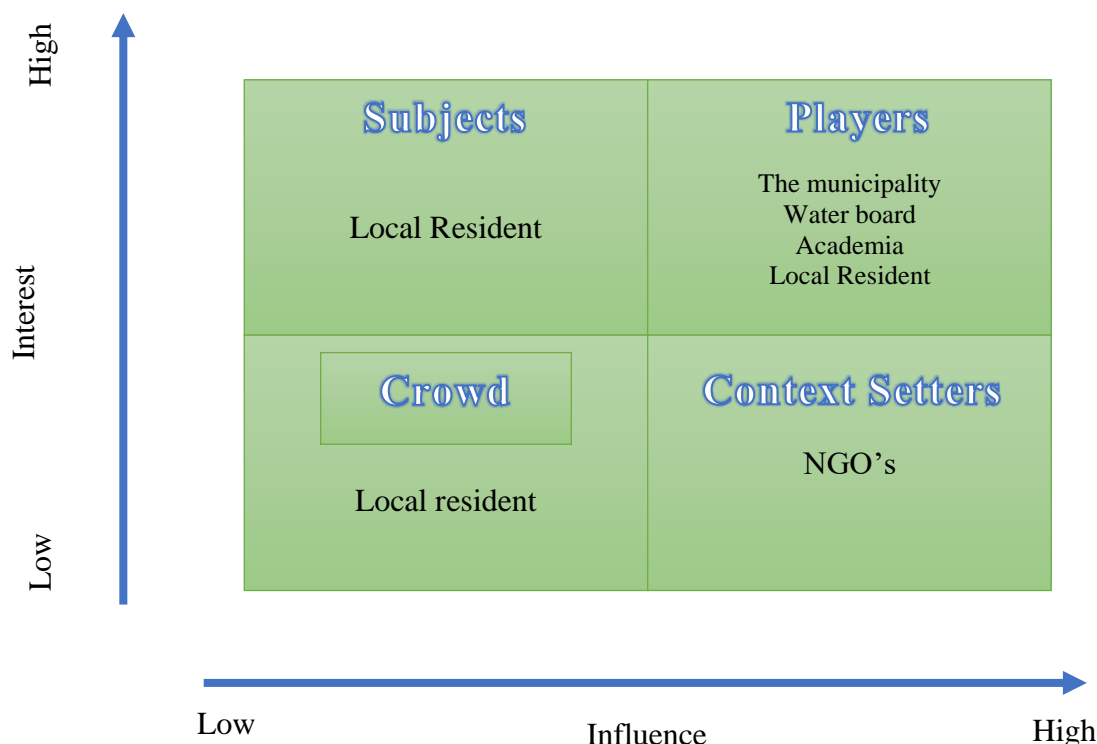 High
Interest
Low
Subjects
Local Resident
Players
The municipality
Water board
Academia
Local Resident
Crowd
Local resident
Context Setters
NGO’s
Low
Influence
High